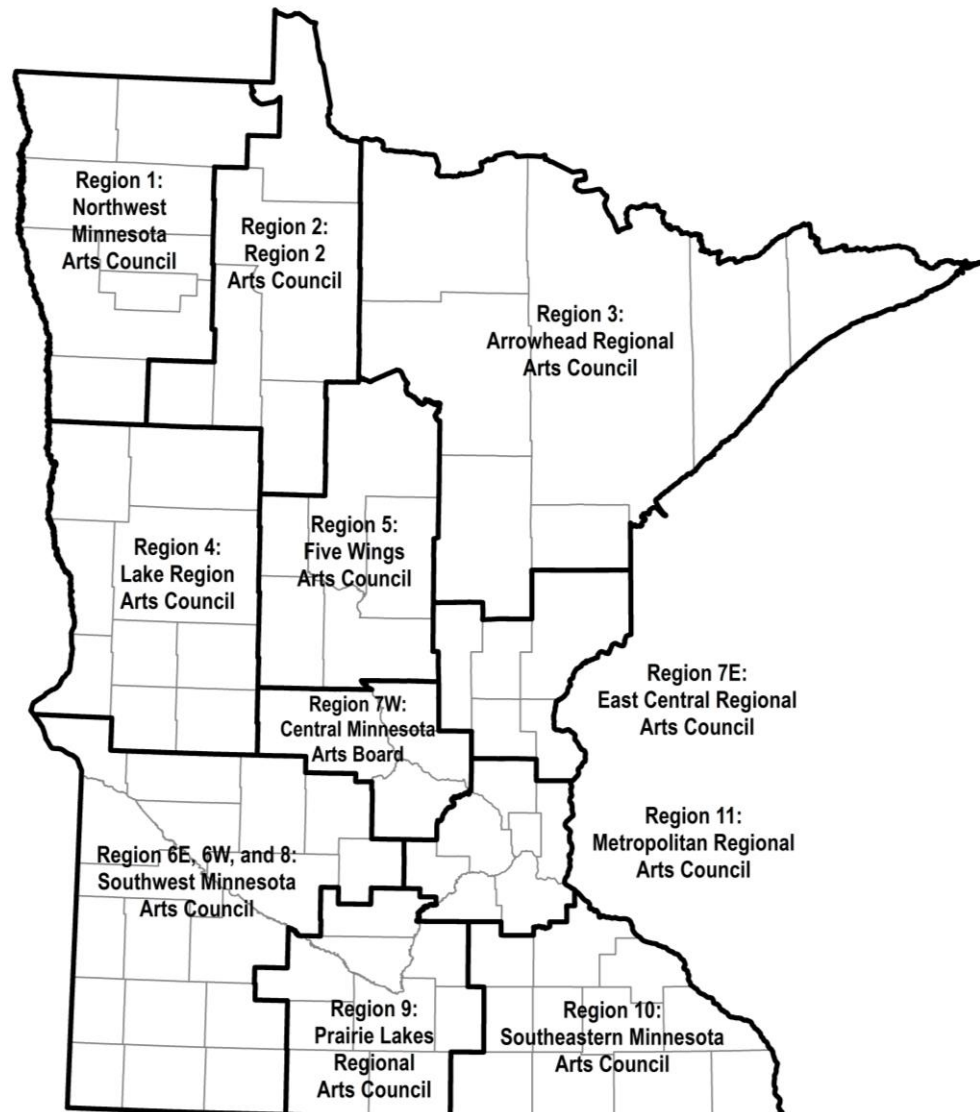 Region 1:
Northwest
Minnesota
Arts Council
Region 2:
Region 2
Arts Council
Region 3:
Arrowhead Regional
Arts Council
Region 4:
Lake Region
Arts Council
Region 5:
Five Wings
Arts Council
Region 7E:
East Central Regional
Arts Council
Region 7W:
Central Minnesota
Arts Board
Region 11:
Metropolitan Regional
Arts Council
Region 6E, 6W, and 8:
Southwest Minnesota
Arts Council
Region 9:
Prairie Lakes
Regional
Arts Council
Region 10:
Southeastern Minnesota
Arts Council